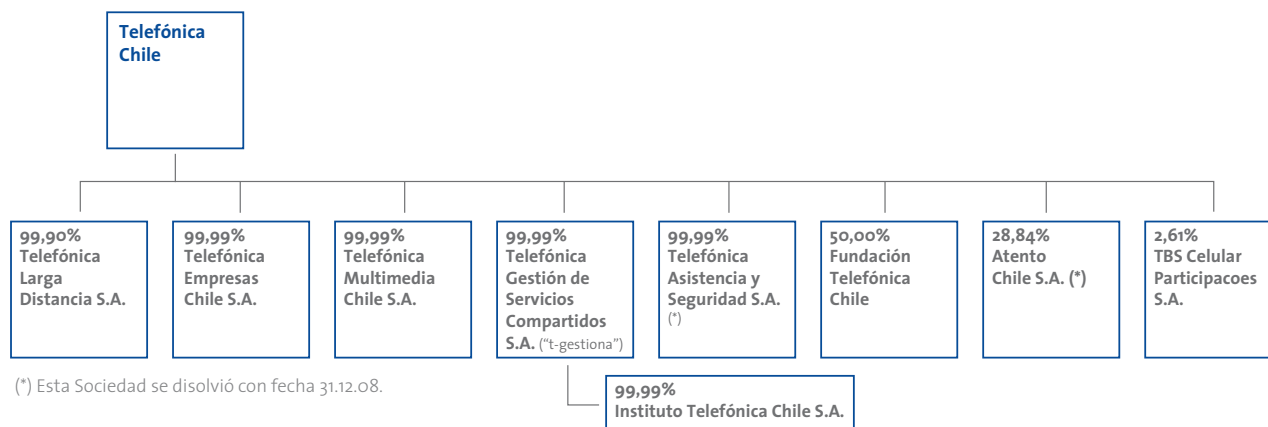 Telefónica
Chile
99,90%
Telefónica
Larga
Distancia S.A.
99,99%
Telefónica
Empresas
Chile S.A.
99,99%
Telefónica
Multimedia
Chile S.A.
99,99%
Telefónica
Gestión de
Servicios
Compartidos
S.A. (“t-gestiona”)
99,99%
Telefónica
Asistencia y
Seguridad S.A.
(*)
50,00%
Fundación
Telefónica
Chile
28,84%
Atento
Chile S.A. (*)
2,61%
TBS Celular
Participacoes
S.A.
(*) Esta Sociedad se disolvió con fecha 31.12.08.
99,99%
Instituto Telefónica Chile S.A.